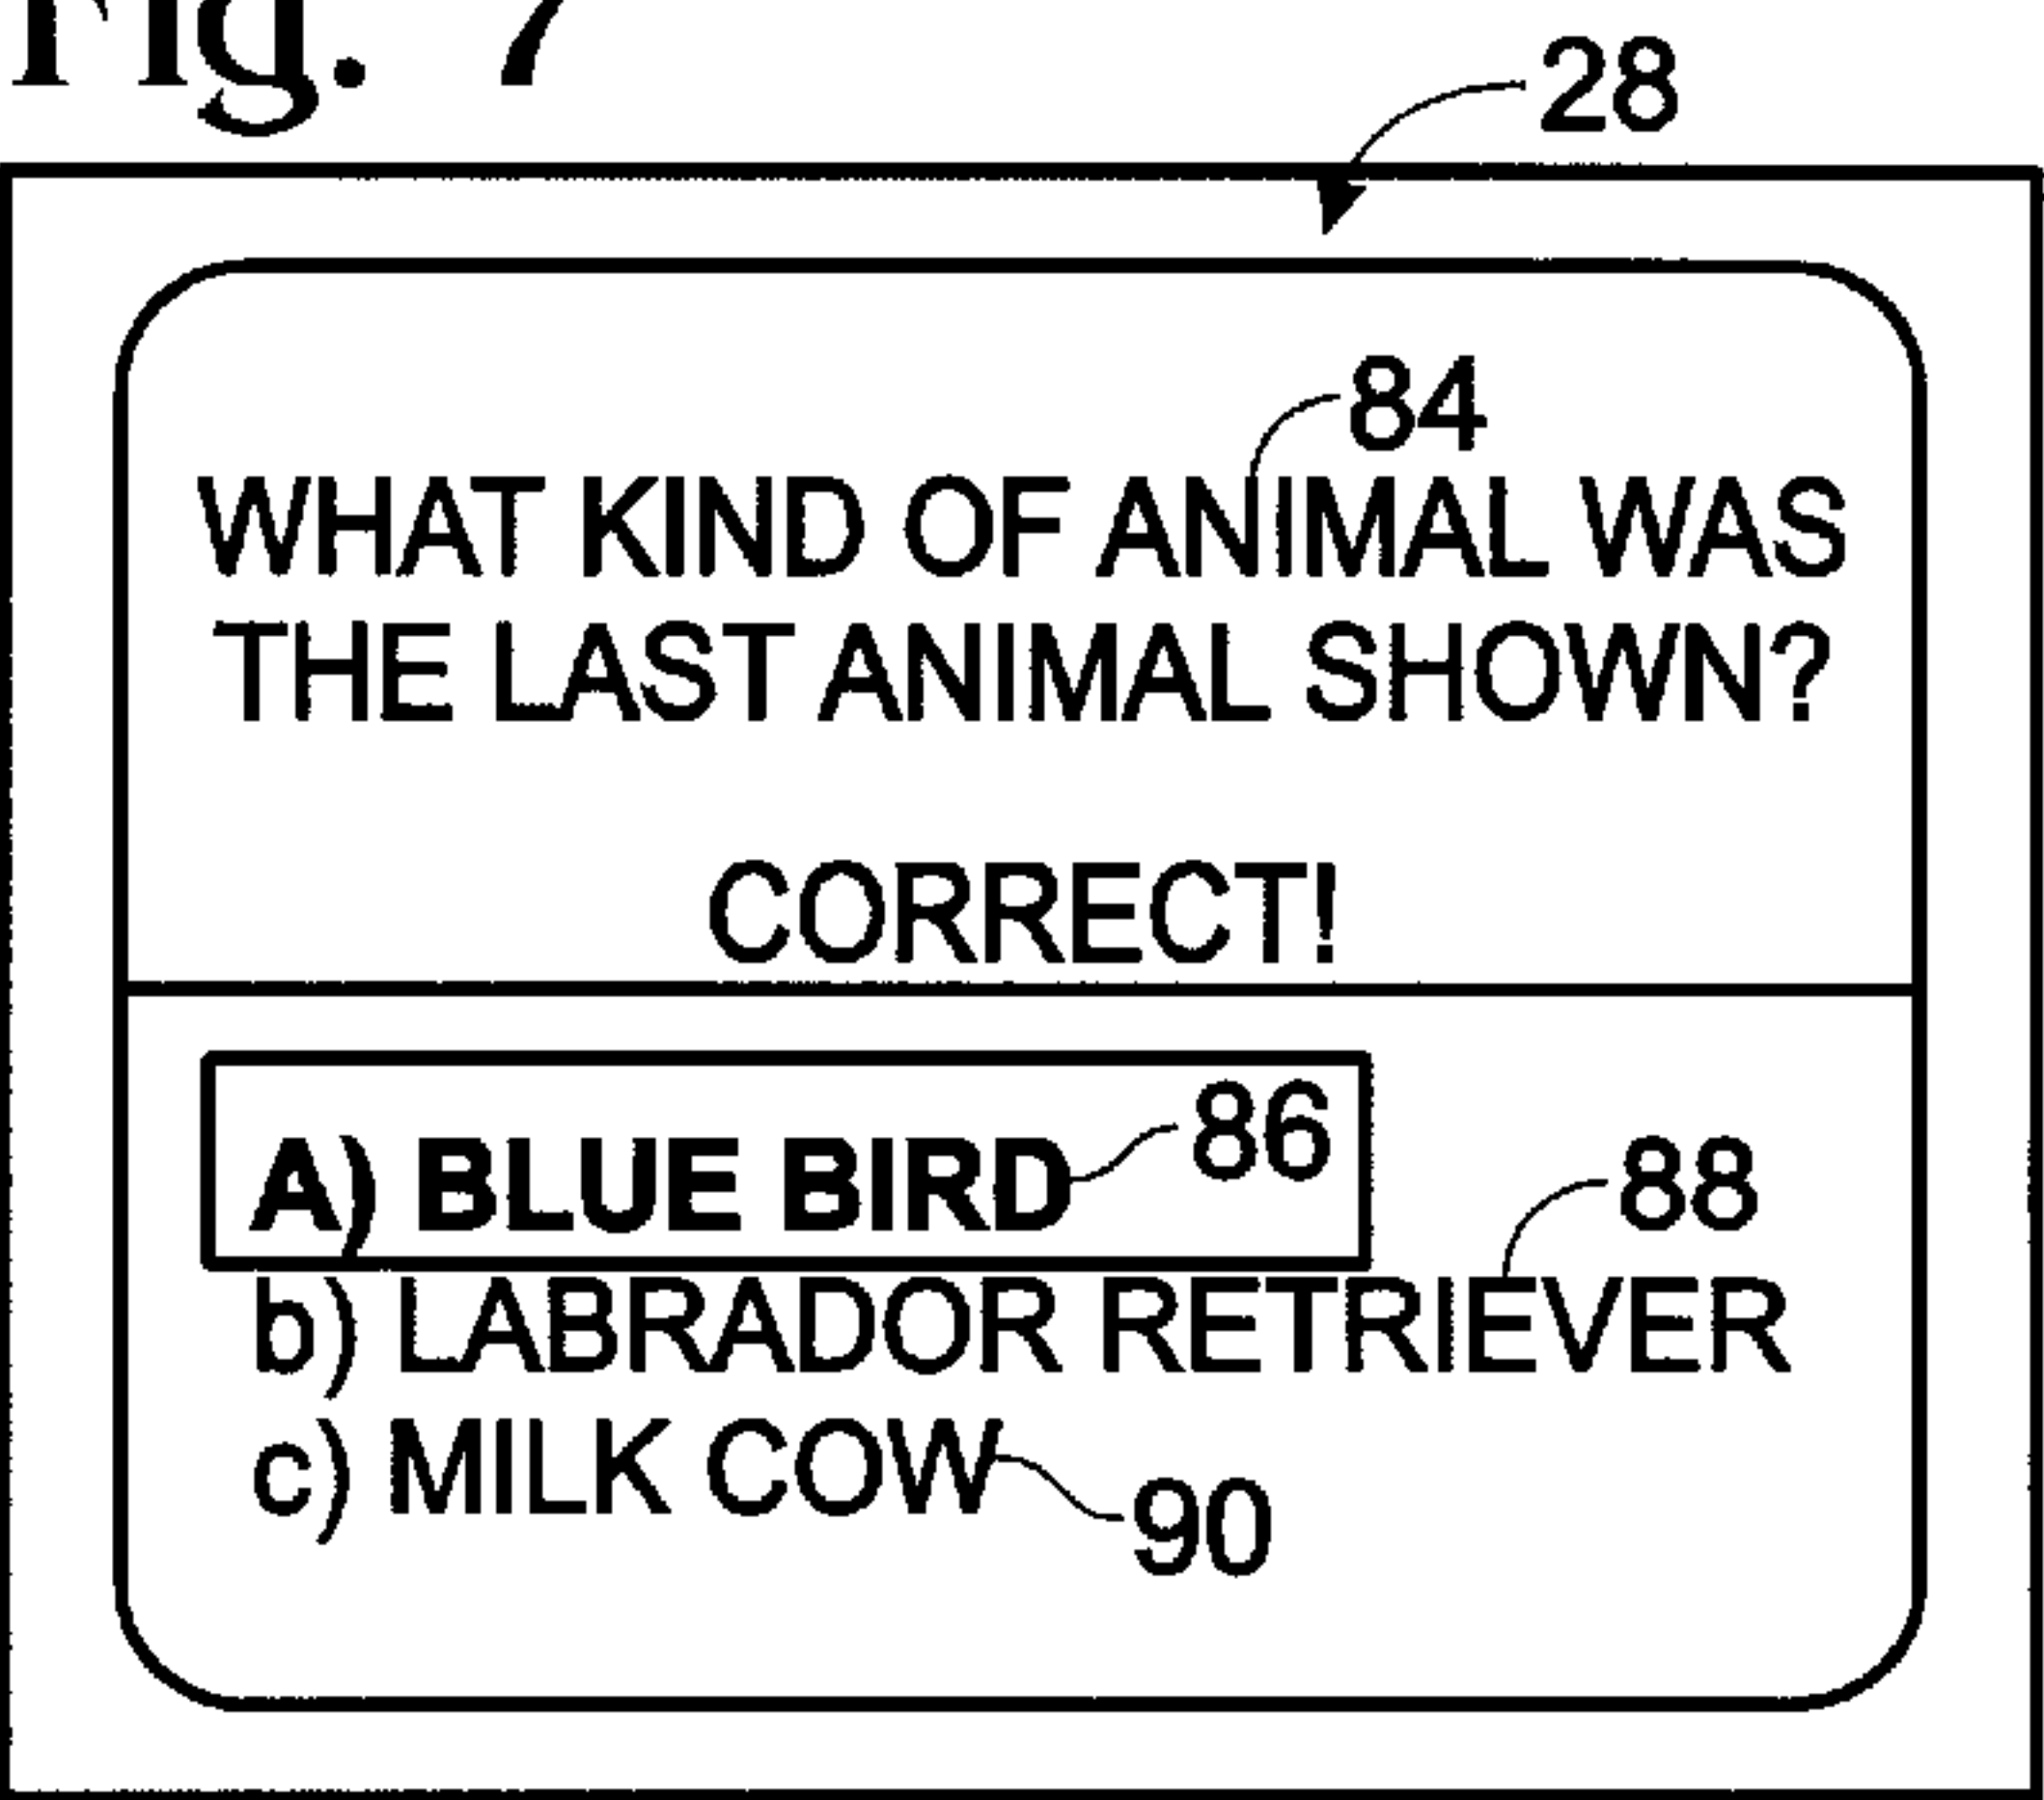 Fig. 7
28
84
WHAT KIND OF ANIMAL WAS
THE LAST ANIMAL SHOWN?
CORRECT!
A) BLUE BIRD 86
88
b) LABRADOR RETRIEVER
c) MILK COW
90